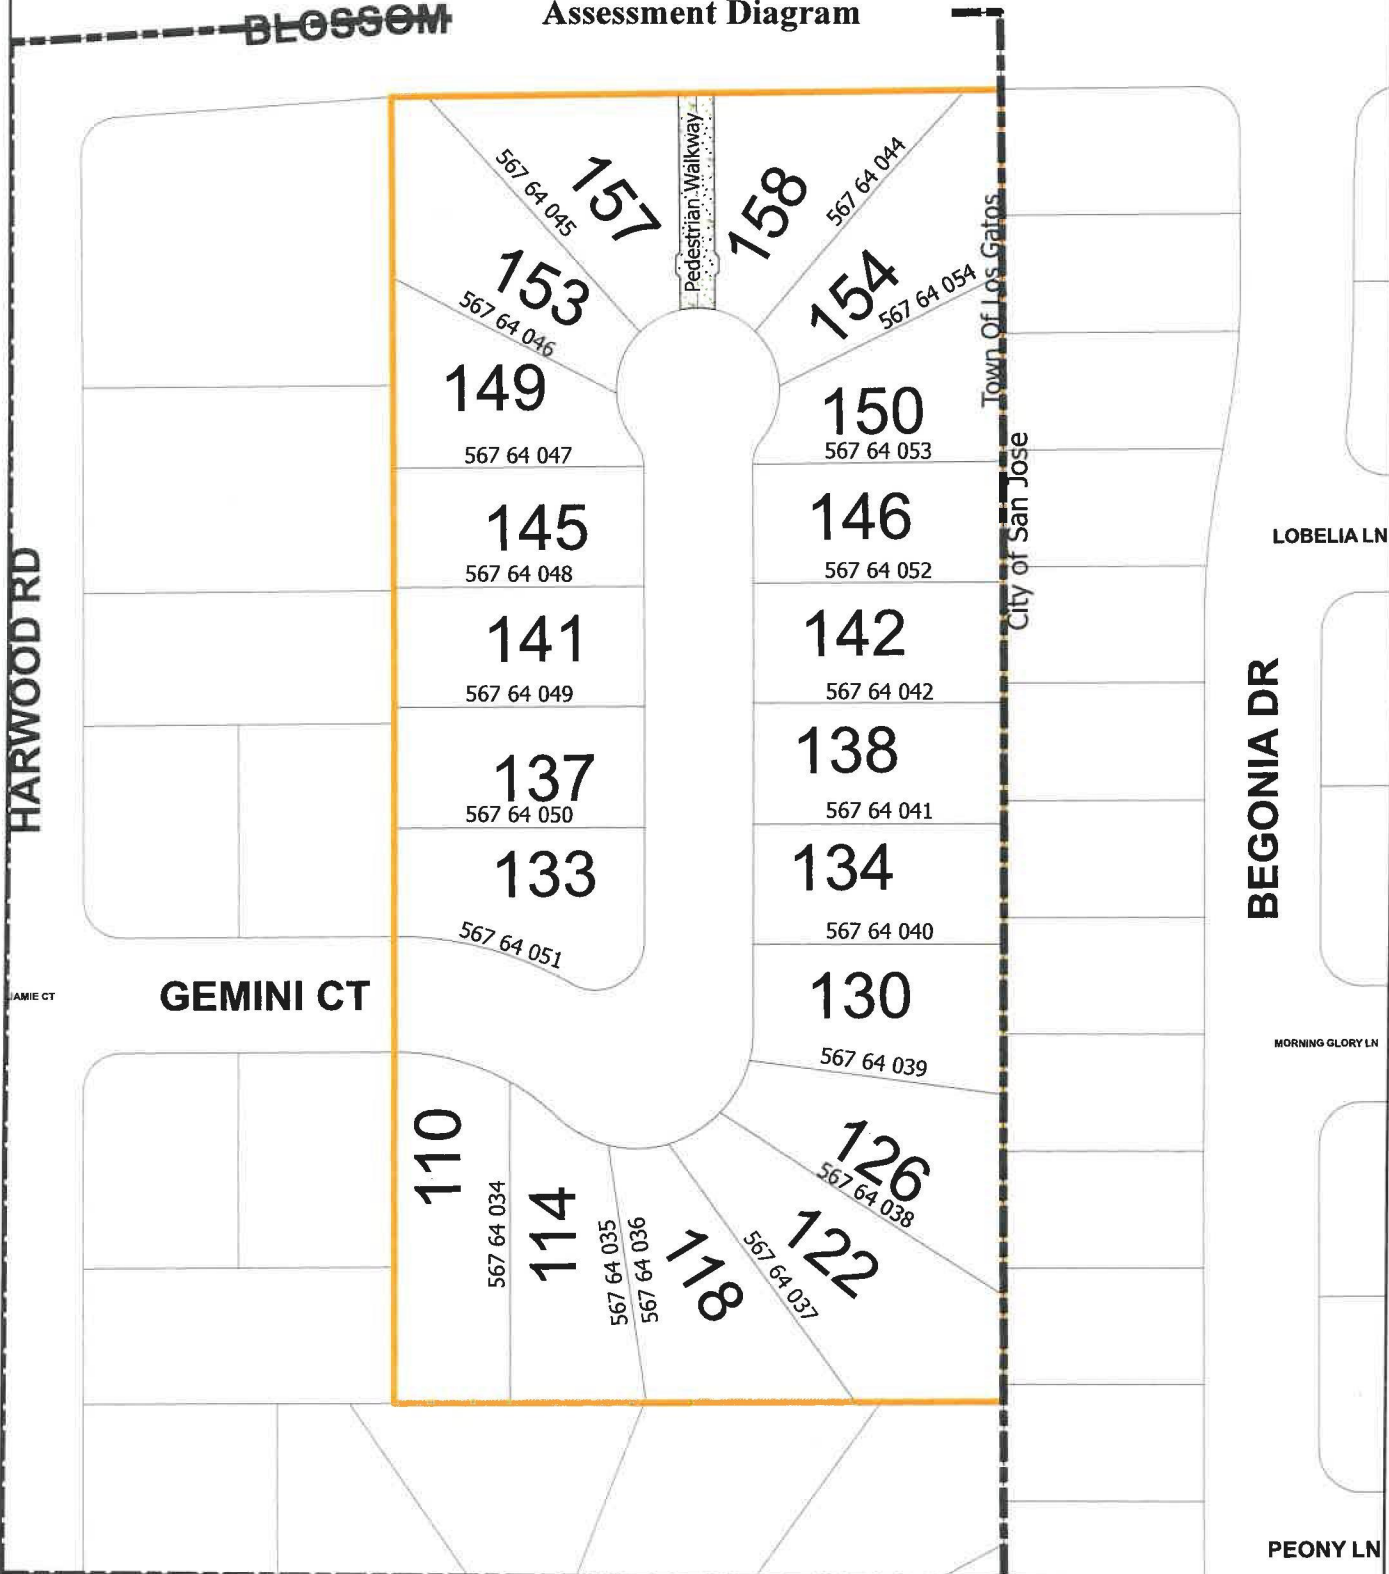 BLOSSOM
Assessment Diagram
567 64 045
157
Pedestrian Walkway
158
567 64 044
153
567 64 046
154
567 64 054
Town Of Los Gatos
149
567 64 047
150
567 64 053
City of San Jose
145
567 64 048
146
567 64 052
LOBELIA LN
HARWOOD RD
141
567 64 049
142
567 64 042
BEGONIA DR
137
567 64 050
138
567 64 041
133
567 64 051
134
567 64 040
JAMIE CT
GEMINI CT
130
567 64 039
MORNING GLORY LN
110
567 64 034
114
567 64 035
567 64 036
118
567 64 037
122
126
567 64 038
PEONY LN